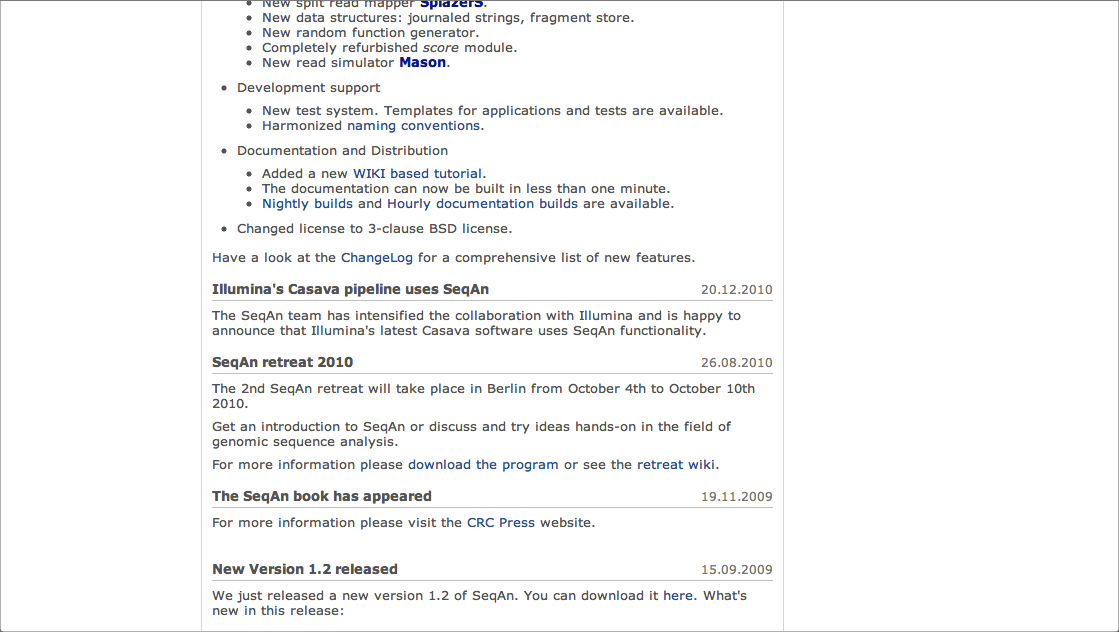 New split read mapper SplazerS.
New data structures: journaled strings, fragment store.
New random function generator.
Completely refurbished score module.
New read simulator Mason.
Development support
New test system. Templates for applications and tests are available.
Harmonized naming conventions.
Documentation and Distribution
Added a new WIKI based tutorial.
The documentation can now be built in less than one minute.
Nightly builds and Hourly documentation builds are available.
Changed license to 3-clause BSD license.
Have a look at the ChangeLog for a comprehensive list of new features.
Illumina's Casava pipeline uses SeqAn 20.12.2010
The SeqAn team has intensified the collaboration with Illumina and is happy to
announce that Illumina's latest Casava software uses SeqAn functionality.
SeqAn retreat 2010 26.08.2010
The 2nd SeqAn retreat will take place in Berlin from October 4th to October 10th
2010.
Get an introduction to SeqAn or discuss and try ideas hands-on in the field of
genomic sequence analysis.
For more information please download the program or see the retreat wiki.
The SeqAn book has appeared 19.11.2009
For more information please visit the CRC Press website.
New Version 1.2 released 15.09.2009
We just released a new version 1.2 of SeqAn. You can download it here. What's
new in this release: